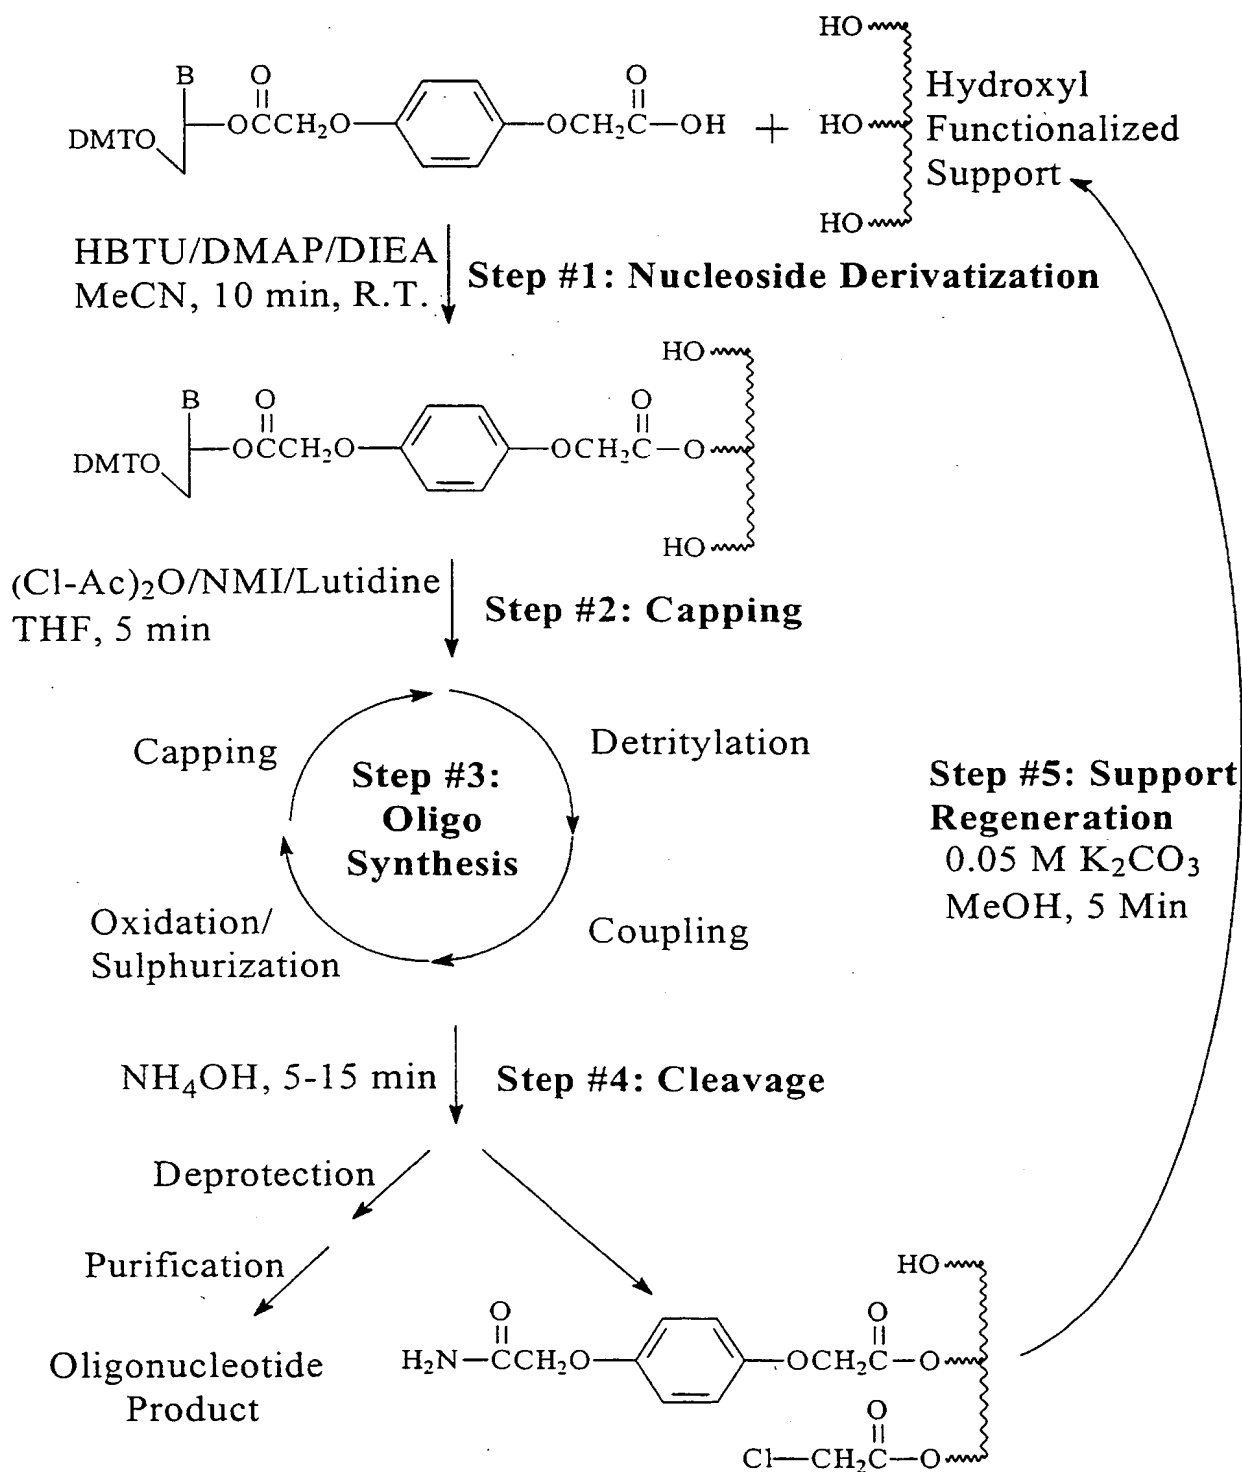 B
O
O
HO
DMTO
OCCH₂O
OCH₂C—OH
+
HO
HO
Hydroxyl
Functionalized
Support
HBTU/DMAP/DIEA
MeCN, 10 min, R.T.
Step #1: Nucleoside Derivatization
B
O
O
HO
DMTO
OCCH₂O
OCH₂C—O
HO
(Cl-Ac)₂O/NMI/Lutidine
THF, 5 min
Step #2: Capping
Capping
Detritylation
Step #3:
Oligo
Synthesis
Oxidation/
Sulphurization
Coupling
Step #5: Support
Regeneration
0.05 M K₂CO₃
MeOH, 5 Min
NH₄OH, 5-15 min
Step #4: Cleavage
Deprotection
Purification
Oligonucleotide
Product
HO
O
O
H₂N—CCH₂O
OCH₂C—O
O
Cl—CH₂C—O